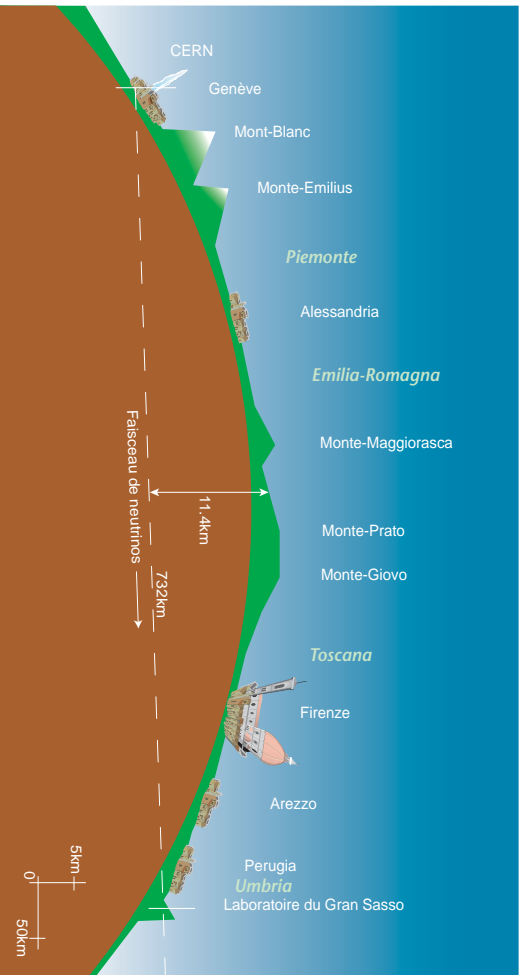 CERN
Genève
Mont-Blanc
Monte-Emilius
Piemonte
Alessandria
Emilia-Romagna
Monte-Maggiorasca
11.4km
Faisceau de neutrinos
Monte-Prato
732km
Monte-Giovo
Toscana
Firenze
Arezzo
Perugia
Umbria
Laboratoire du Gran Sasso
5km
0
50km